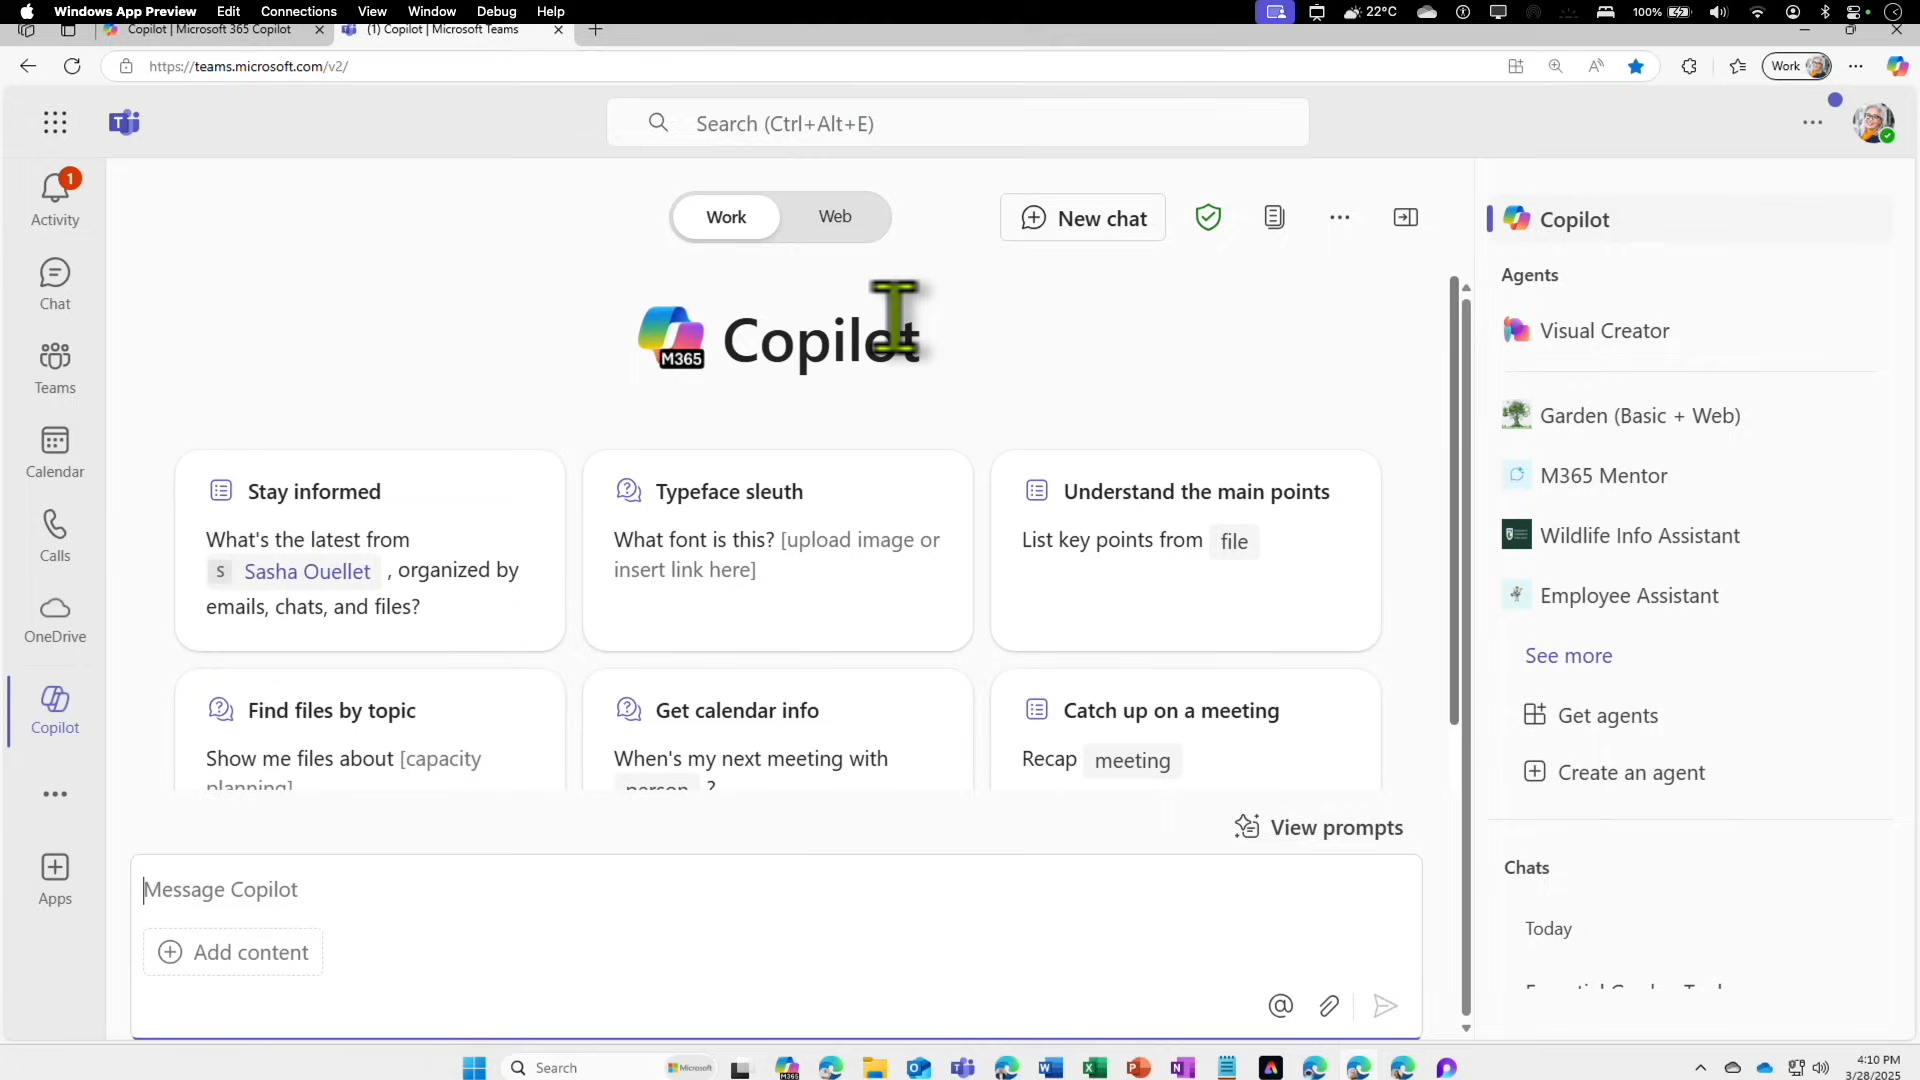 Windows App Preview Edit Connections View Window Debug Help 22°C 100%
Copilot | Microsoft 365 Copilot (1) Copilot | Microsoft Teams
https://teams.microsoft.com/v2/ Work
Search (Ctrl+Alt+E)
1
Activity
Chat
Teams
Calendar
Calls
OneDrive
Copilot
Apps
Work Web New chat
M365 Copilot
Stay informed
What's the latest from
S Sasha Ouellet , organized by
emails, chats, and files?
Typeface sleuth
What font is this? [upload image or
insert link here]
Understand the main points
List key points from file
Find files by topic
Show me files about [capacity
planning]
Get calendar info
When's my next meeting with
person ?
Catch up on a meeting
Recap meeting
View prompts
Message Copilot
Add content
Copilot
Agents
Visual Creator
Garden (Basic + Web)
M365 Mentor
Wildlife Info Assistant
Employee Assistant
See more
Get agents
Create an agent
Chats
Today
Search Microsoft M365
4:10 PM
3/28/2025